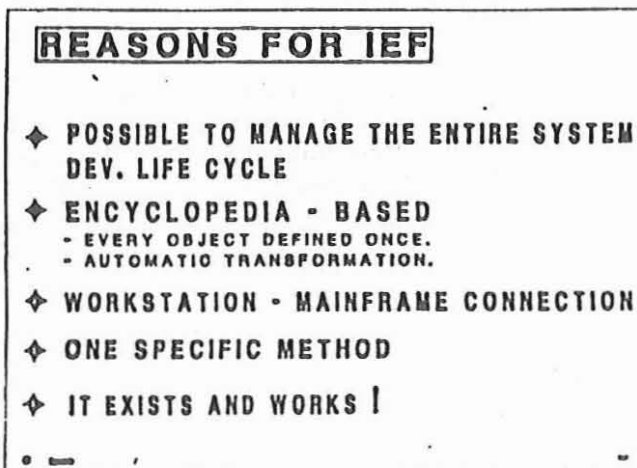 REASONS FOR IEF
POSSIBLE TO MANAGE THE ENTIRE SYSTEM
DEV. LIFE CYCLE
ENCYCLOPEDIA - BASED
- EVERY OBJECT DEFINED ONCE.
- AUTOMATIC TRANSFORMATION.
WORKSTATION - MAINFRAME CONNECTION
ONE SPECIFIC METHOD
IT EXISTS AND WORKS !